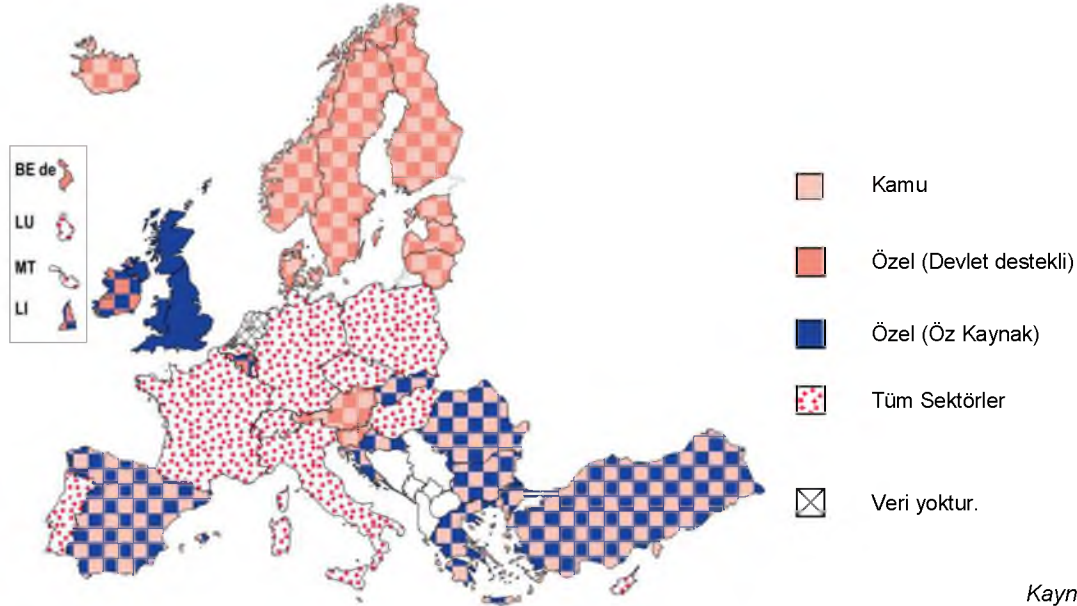 BE de
LU
MT
LI
Kamu
Özel (Devlet destekli)
Özel (Öz Kaynak)
Tüm Sektörler
Veri yoktur.
Kayn